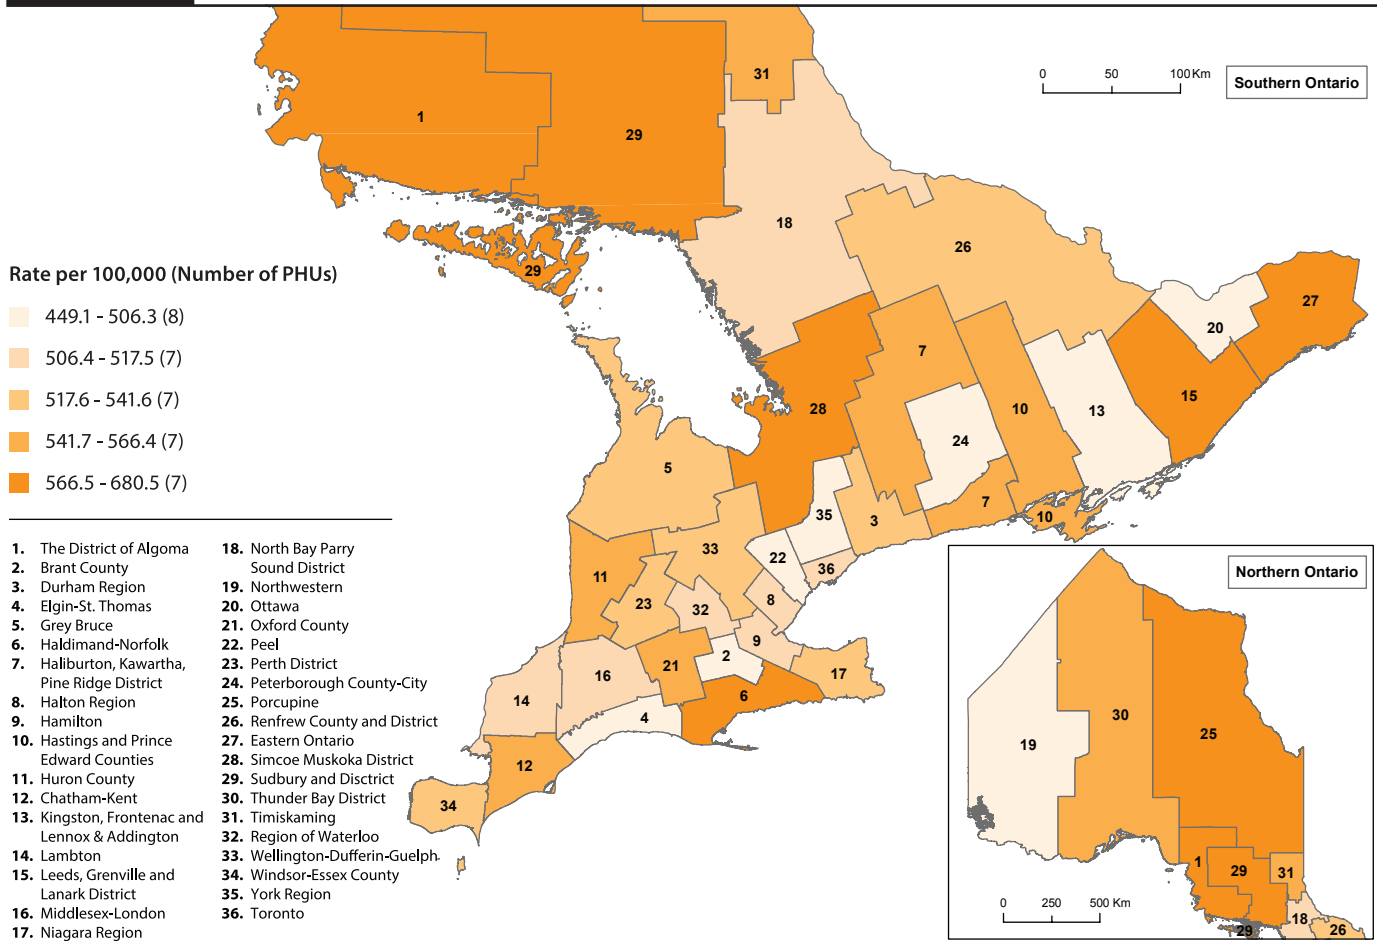 0 50 100 Km
Southern Ontario
31
1
29
18
26
29
27
20
7
15
28
10
13
24
5
7
35
3
10
33
22
36
11
23
32
8
9
2
21
16
17
6
14
4
12
34
Rate per 100,000 (Number of PHUs)
449.1 - 506.3 (8)
506.4 - 517.5 (7)
517.6 - 541.6 (7)
541.7 - 566.4 (7)
566.5 - 680.5 (7)
1. The District of Algoma
2. Brant County
3. Durham Region
4. Elgin-St. Thomas
5. Grey Bruce
6. Haldimand-Norfolk
7. Haliburton, Kawartha,
Pine Ridge District
8. Halton Region
9. Hamilton
10. Hastings and Prince
Edward Counties
11. Huron County
12. Chatham-Kent
13. Kingston, Frontenac and
Lennox & Addington
14. Lambton
15. Leeds, Grenville and
Lanark District
16. Middlesex-London
17. Niagara Region
18. North Bay Parry
Sound District
19. Northwestern
20. Ottawa
21. Oxford County
22. Peel
23. Perth District
24. Peterborough County-City
25. Porcupine
26. Renfrew County and District
27. Eastern Ontario
28. Simcoe Muskoka District
29. Sudbury and Disctrict
30. Thunder Bay District
31. Timiskaming
32. Region of Waterloo
33. Wellington-Dufferin-Guelph
34. Windsor-Essex County
35. York Region
36. Toronto
Northern Ontario
30
25
19
1
29
31
18
26
29
0 250 500 Km